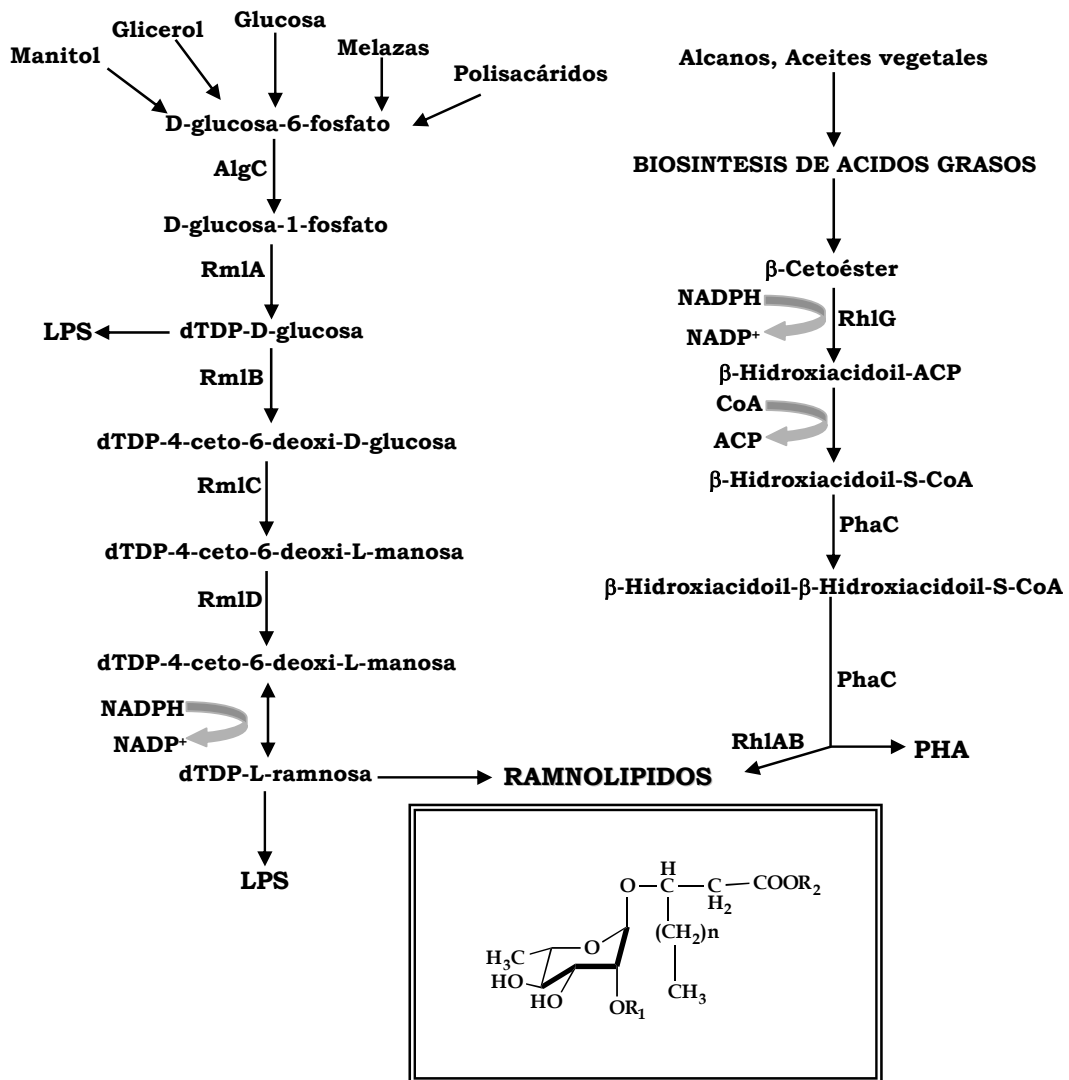 Glucosa
Glicerol
Manitol
Melazas
Polisacáridos
D-glucosa-6-fosfato
AlgC
D-glucosa-1-fosfato
RmlA
LPS
dTDP-D-glucosa
RmlB
dTDP-4-ceto-6-deoxi-D-glucosa
RmlC
dTDP-4-ceto-6-deoxi-L-manosa
RmlD
dTDP-4-ceto-6-deoxi-L-manosa
NADPH
NADP+
dTDP-L-ramnosa
LPS
Alcanos, Aceites vegetales
BIOSINTESIS DE ACIDOS GRASOS
β-Cetoéster
NADPH
RhlG
NADP+
β-Hidroxiacidoil-ACP
CoA
ACP
β-Hidroxiacidoil-S-CoA
PhaC
β-Hidroxiacidoil-β-Hidroxiacidoil-S-CoA
PhaC
RhlAB
PHA
RAMNOLIPIDOS
H
O C C COOR2
H2
(CH2)n
O
H3C
HO
HO
CH3
OR1